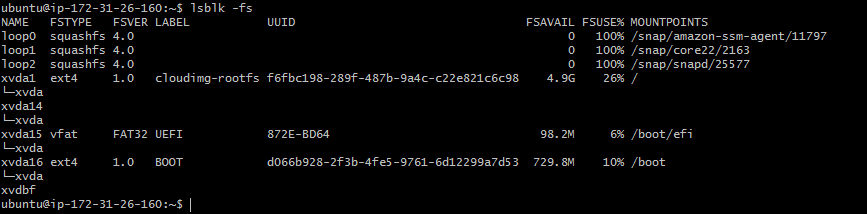 ubuntu@ip-172-31-26-160:~$ lsblk -fs
NAME   FSTYPE   FSVER LABEL           UUID                                 FSAVAIL FSUSE% MOUNTPOINTS
loop0  squashfs 4.0                                                              0   100% /snap/amazon-ssm-agent/11797
loop1  squashfs 4.0                                                              0   100% /snap/core22/2163
loop2  squashfs 4.0                                                              0   100% /snap/snapd/25577
xvda1  ext4     1.0   cloudimg-rootfs f6fbc198-289f-487b-9a4c-c22e821c6c98    4.9G    26% /
└─xvda
xvda14
└─xvda
xvda15 vfat     FAT32 UEFI            872E-BD64                              98.2M     6% /boot/efi
└─xvda
xvda16 ext4     1.0   BOOT            d066b928-2f3b-4fe5-9761-6d12299a7d53  729.8M    10% /boot
└─xvda
xvdbf
ubuntu@ip-172-31-26-160:~$